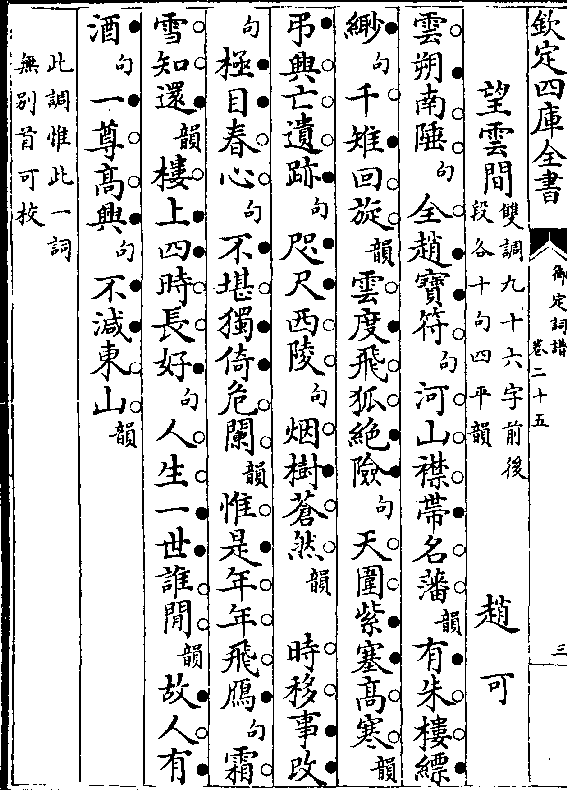 欽定四庫全書
御定詞譜
卷二十五
三
望雲間
雙調九十六字前後
段各十句四平韻
趙可
雲朔南陲句全趙寶符句河山襟帶名藩韻有朱樓縹
緲句千雉回旋韻雲度飛狐絶險句天圍紫塞髙寒韻
弔興亡遺跡句咫尺西陵句烟樹蒼然韻時移事改
句極目春心句不堪獨倚危闌韻惟是年年飛鴈句霜
雪知還韻樓上四時長好句人生一世誰閒韻故人有
酒句一尊髙興句不減東山韻
此調惟此一詞
無别首可校